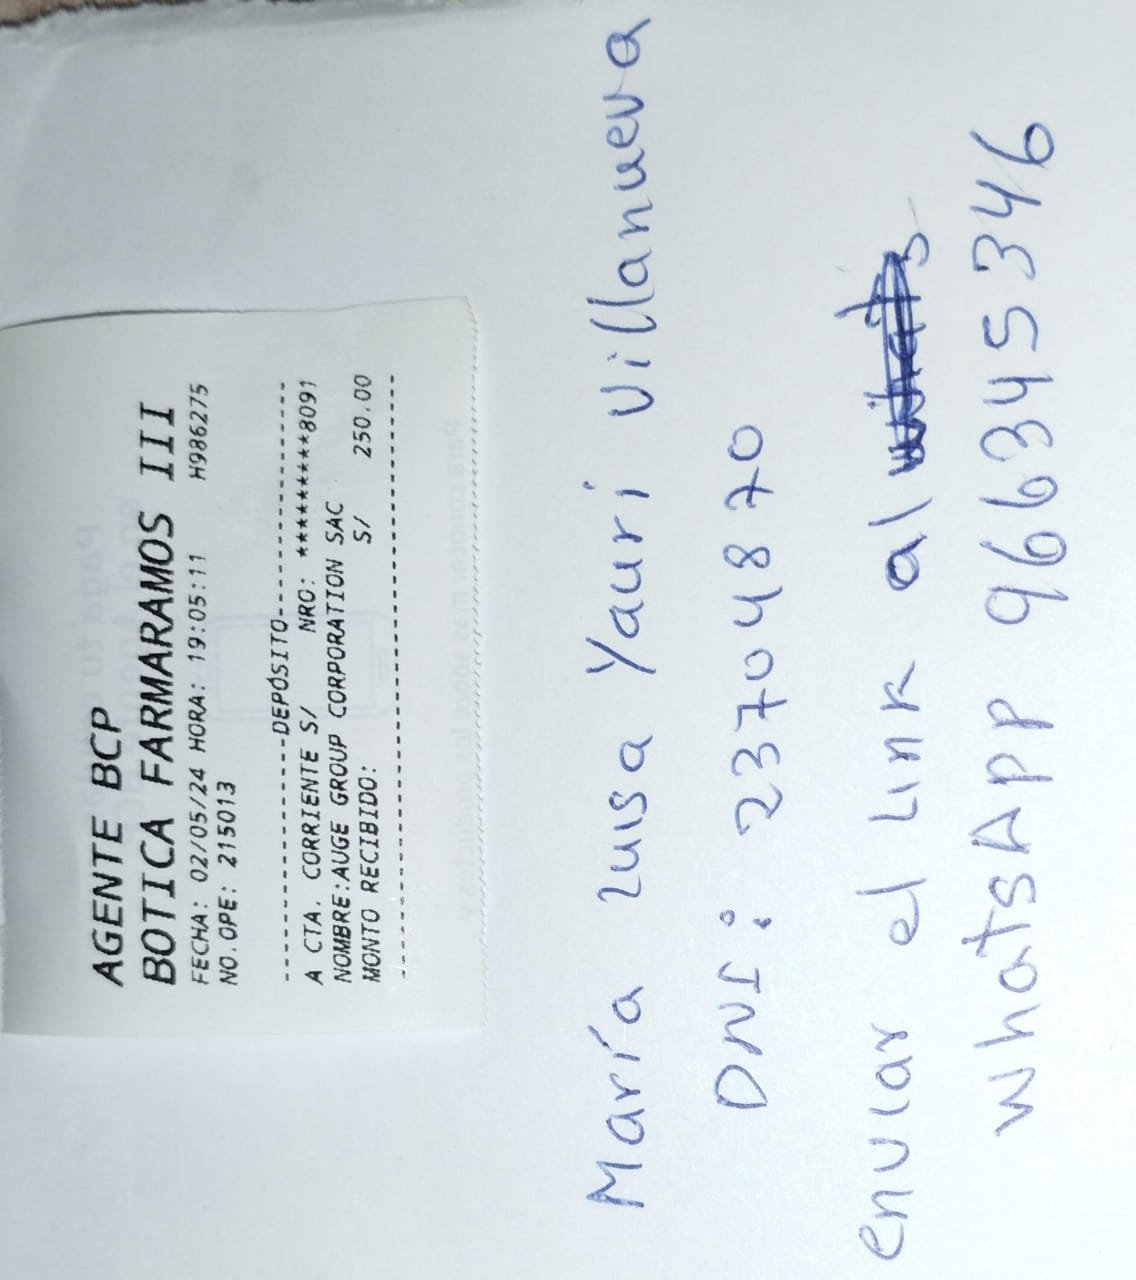 AGENTE BCP
BOTICA FARMARAMOS III
FECHA: 02/05/24 HORA: 19:05:11 H986275
NO.OPE: 215013
--------------------DEPÓSITO--------------------
A CTA. CORRIENTE S/ NRO: *********8091
NOMBRE:AUGE GROUP CORPORATION SAC
MONTO RECIBIDO: S/ 250.00
María Luisa Yauri Villanueva
DNI: 23704870
enviar el Link al
WhatsApp 966345346